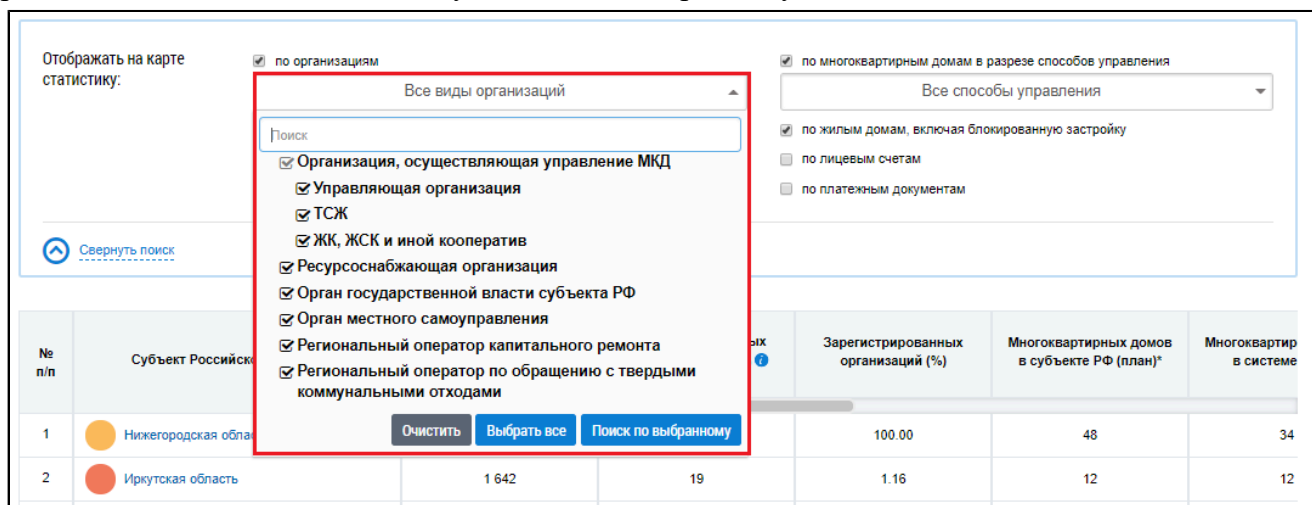 Отображать на карте
статистику:
по организациям
Все виды организаций
Поиск
Организация, осуществляющая управление МКД
Управляющая организация
ТСЖ
ЖК, ЖСК и иной кооператив
Ресурсоснабжающая организация
Орган государственной власти субъекта РФ
Орган местного самоуправления
Региональный оператор капитального ремонта
Региональный оператор по обращению с твердыми
коммунальными отходами
Очистить Выбрать все Поиск по выбранному
по многоквартирным домам в разрезе способов управления
Все способы управления
по жилым домам, включая блокированную застройку
по лицевым счетам
по платежным документам
Свернуть поиск
№
п/п
Субъект Российско
ых
Зарегистрированных
организаций (%)
Многоквартирных домов
в субъекте РФ (план)*
Многоквартир
в системе
1 Нижегородская облас 100.00 48 34
2 Иркутская область 1 642 19 1.16 12 12